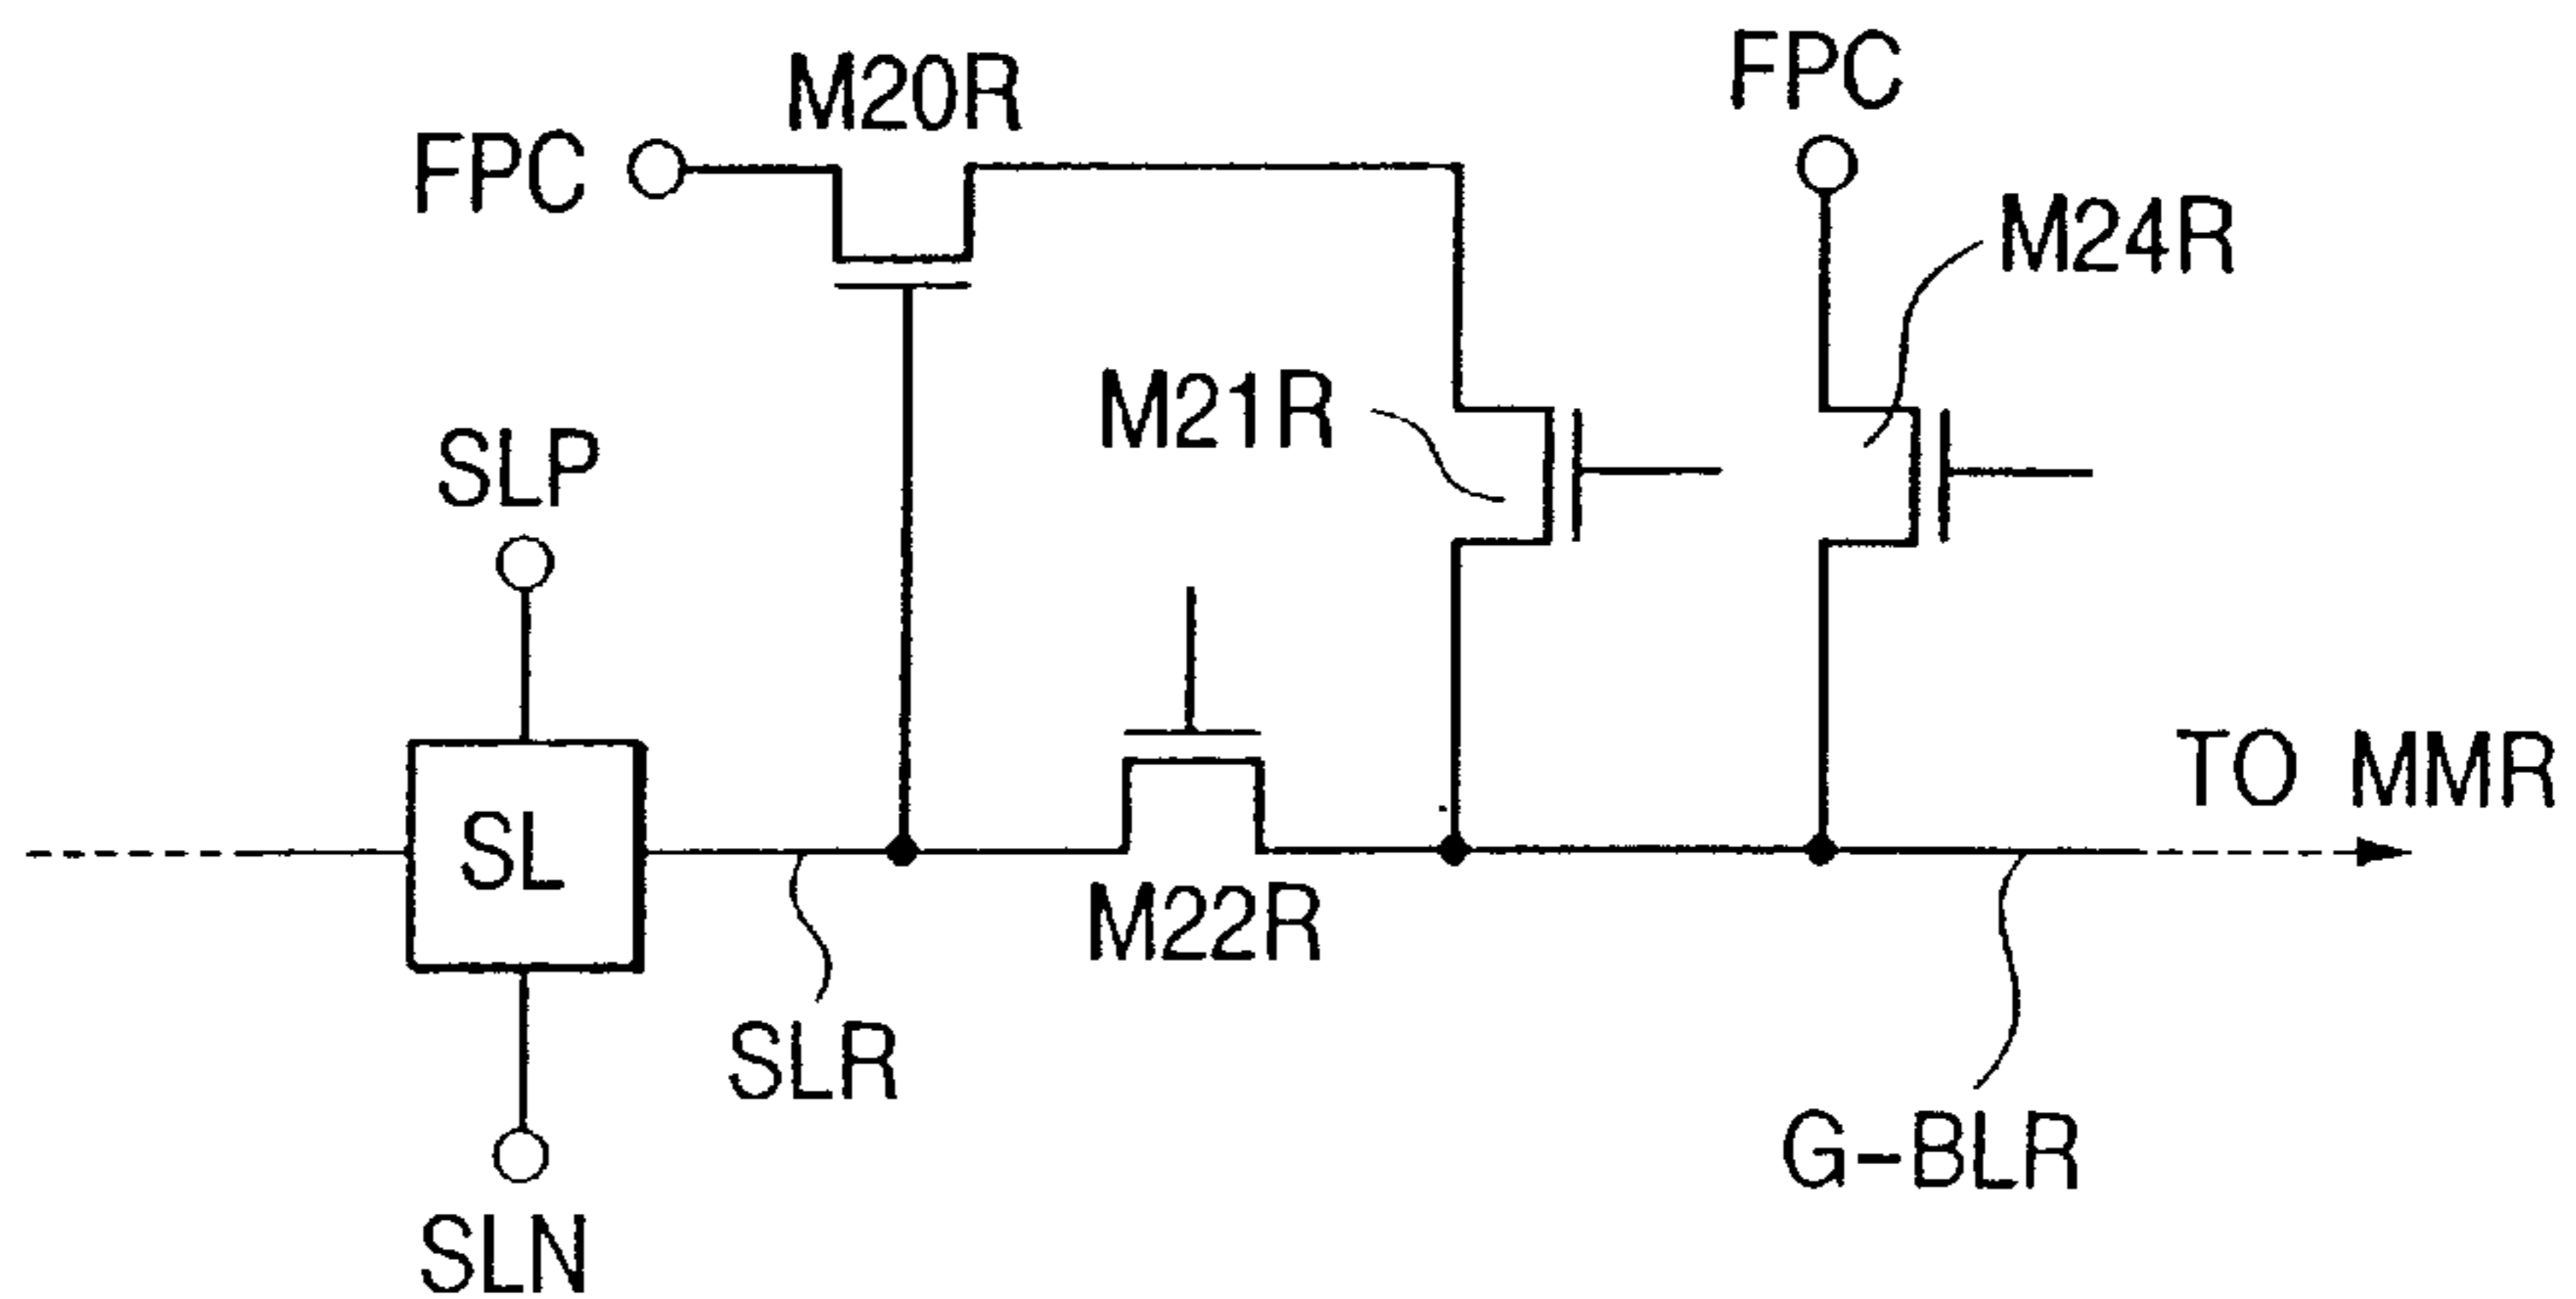 FPC
M20R
FPC
M24R
M21R
SLP
SL
M22R
TO MMR
SLR
G-BLR
SLN